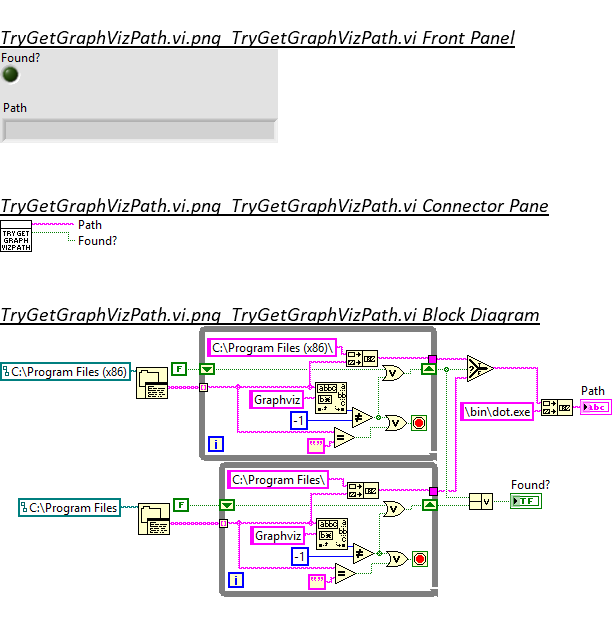 TryGetGraphVizPath.vi.png TryGetGraphVizPath.vi Front Panel
Found?
Path
TryGetGraphVizPath.vi.png TryGetGraphVizPath.vi Connector Pane
TRY GET
GRAPH
VIZPATH
Path
Found?
TryGetGraphVizPath.vi.png TryGetGraphVizPath.vi Block Diagram
C:\Program Files (x86)
F
C:\Program Files (x86)\
Graphviz
-1
""
i
\bin\dot.exe
Path
abc
C:\Program Files
F
C:\Program Files\
Graphviz
-1
""
i
Found?
TF